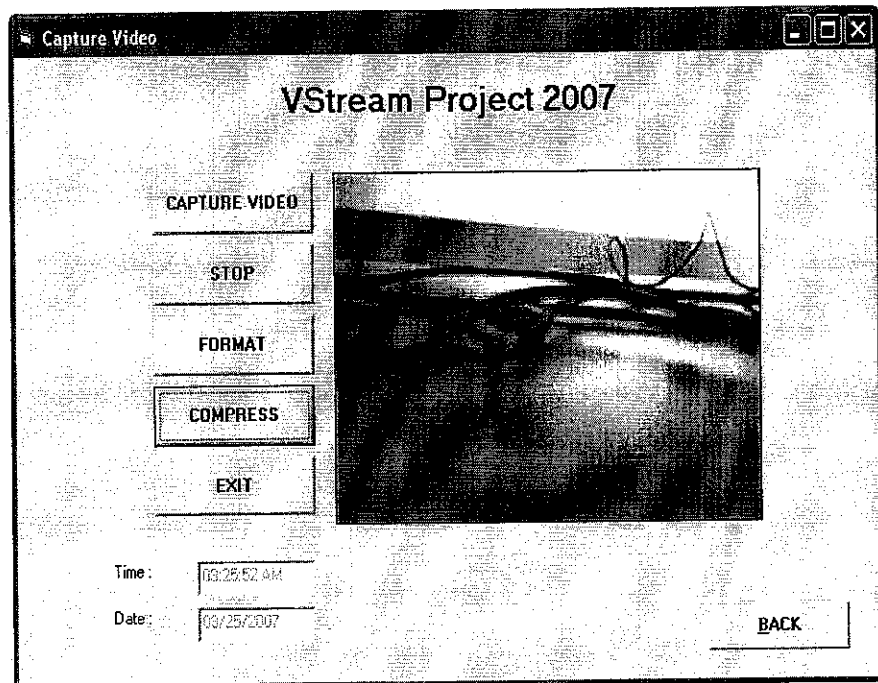 Capture Video
VStream Project 2007
CAPTURE VIDEO
STOP
FORMAT
COMPRESS
EXIT
Time :
03:25:52 AM
Date :
03/25/2007
BACK